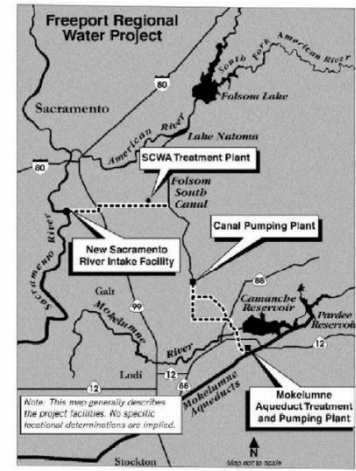 Freeport Regional
Water Project
South Fork American River
80
Folsom Lake
Sacramento
American River
Lake Natoma
80
SCWA Treatment Plant
Folsom
South
Canal
Canal Pumping Plant
New Sacramento
River Intake Facility
Sacramento River
88
Galt
99
Camanche
Reservoir
Pardee
Reservoir
Mokelumne
River
12
Lodi
12
88
12
Mokelumne
Aqueducts
Mokelumne
Aqueduct Treatment
and Pumping Plant
Note: This map generally describes
the project facilities. No specific
locational determinations are implied.
N
Map not to scale
Stockton